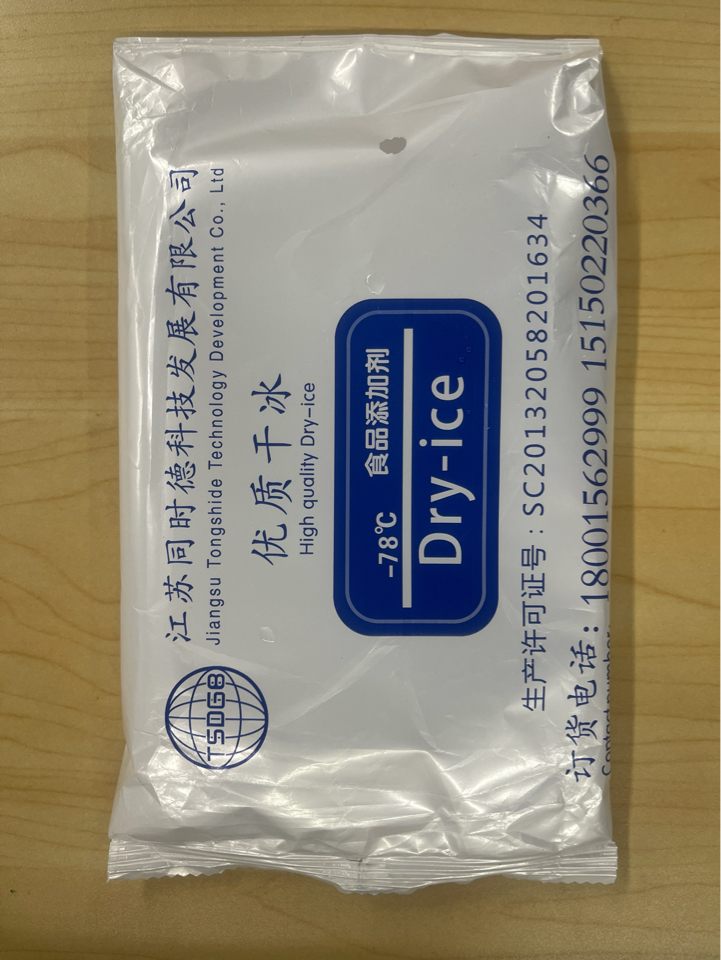 江苏同时德科技发展有限公司
Jiangsu Tongshide Technology Development Co., Ltd
TSDGB
优质干冰
High quality Dry-ice
-78℃ 食品添加剂
Dry-ice
生产许可证号：SC20132058201634
订货电话：18001562999 15150220366